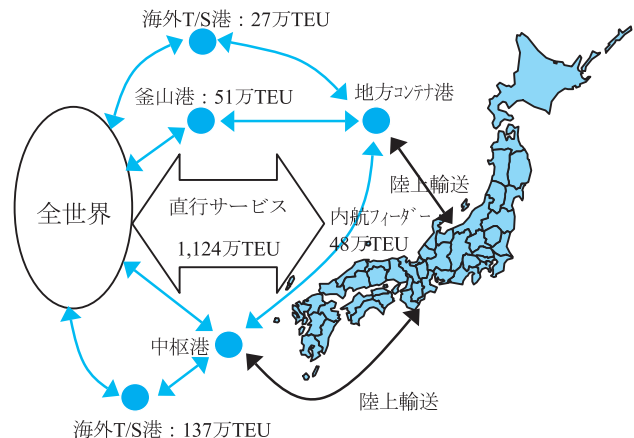 海外T/S港：27万TEU
釜山港：51万TEU
地方ｺﾝﾃﾅ港
陸上輸送
全世界
直行サービス
1,124万TEU
内航ﾌｨｰﾀﾞｰ
48万TEU
中枢港
陸上輸送
海外T/S港：137万TEU